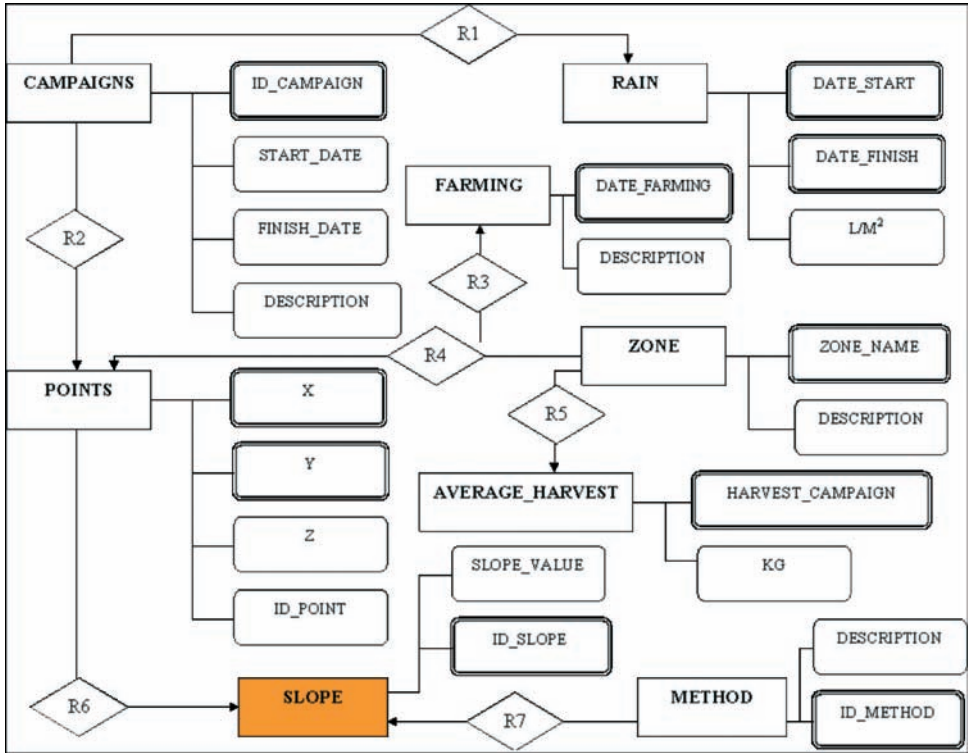 R1
CAMPAIGNS
ID_CAMPAIGN
RAIN
DATE_START
START_DATE
DATE_FINISH
FARMING
DATE_FARMING
R2
FINISH_DATE
L/M²
R3
DESCRIPTION
DESCRIPTION
R4
ZONE
ZONE_NAME
POINTS
X
R5
DESCRIPTION
Y
AVERAGE_HARVEST
HARVEST_CAMPAIGN
Z
SLOPE_VALUE
KG
ID_POINT
ID_SLOPE
DESCRIPTION
R6
SLOPE
R7
METHOD
ID_METHOD